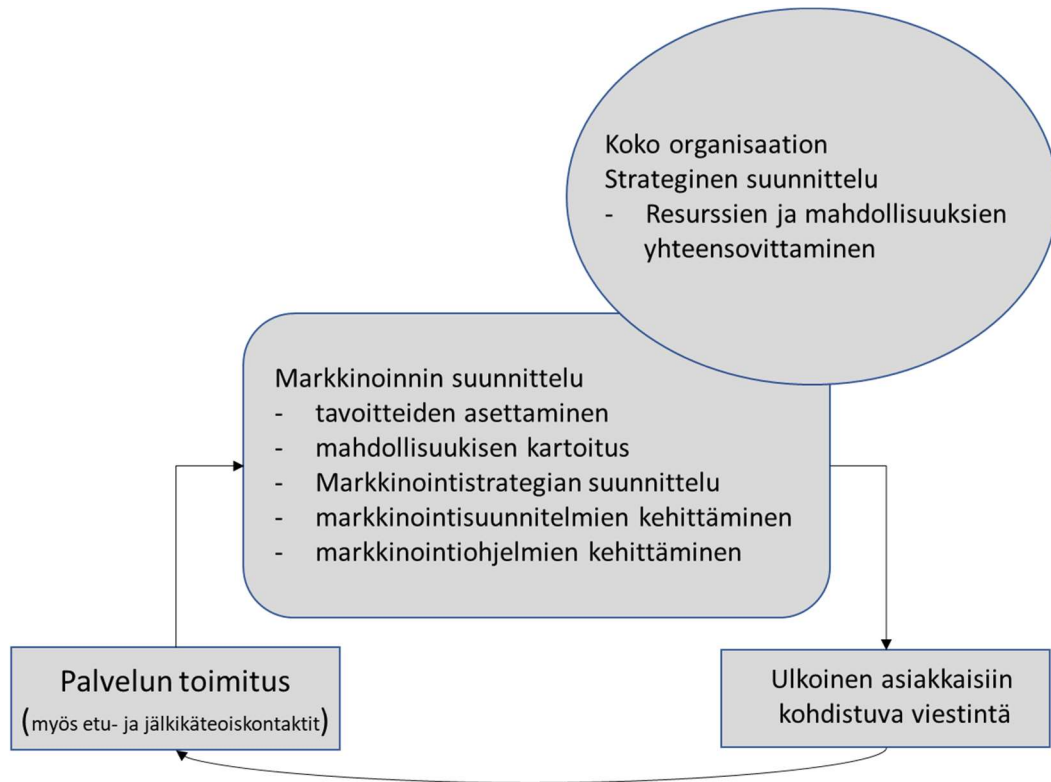 Koko organisaation
Strateginen suunnittelu
- Resurssien ja mahdollisuuksien
yhteensovittaminen
Markkinoinnin suunnittelu
- tavoitteiden asettaminen
- mahdollisuukisen kartoitus
- Markkinointistrategian suunnittelu
- markkinointisuunnitelmien kehittäminen
- markkinointiohjelmien kehittäminen
Palvelun toimitus
(myös etu- ja jälkikäteoiskontaktit)
Ulkoinen asiakkaisiin
kohdistuva viestintä